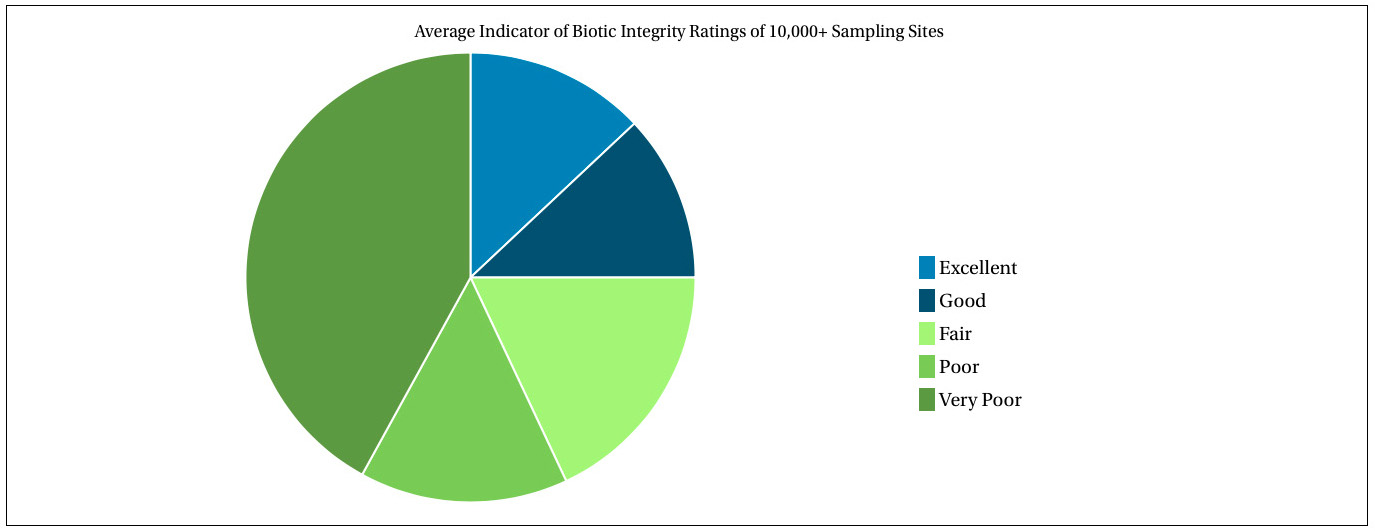 Average Indicator of Biotic Integrity Ratings of 10,000+ Sampling Sites
Excellent
Good
Fair
Poor
Very Poor